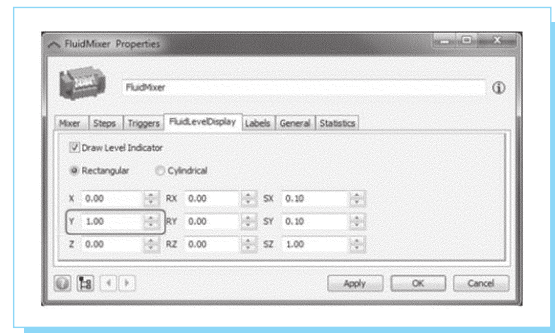 FluidMixer Properties
FluidMixer
Mixer Steps Triggers FluidLevelDisplay Labels General Statistics
Draw Level Indicator
Rectangular Cylindrical
X 0.00 RX 0.00 SX 0.10
Y 1.00 RY 0.00 SY 0.10
Z 0.00 RZ 0.00 SZ 1.00
Apply OK Cancel